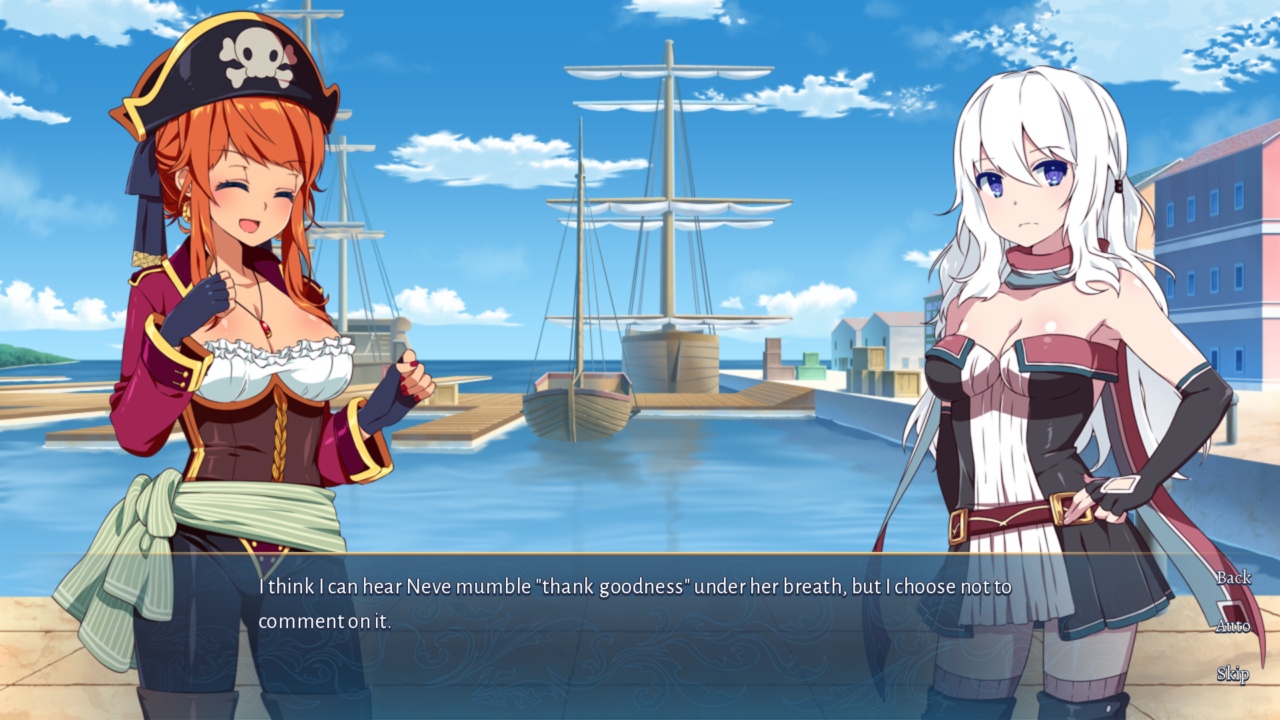 I think I can hear Neve mumble "thank goodness" under her breath, but I choose not to
comment on it.
Back
Auto
Skip